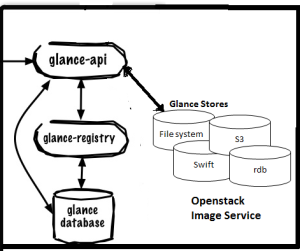 glance-api
Glance Stores
File system
S3
glance-registry
Swift
rdb
glance
database
Openstack
Image Service